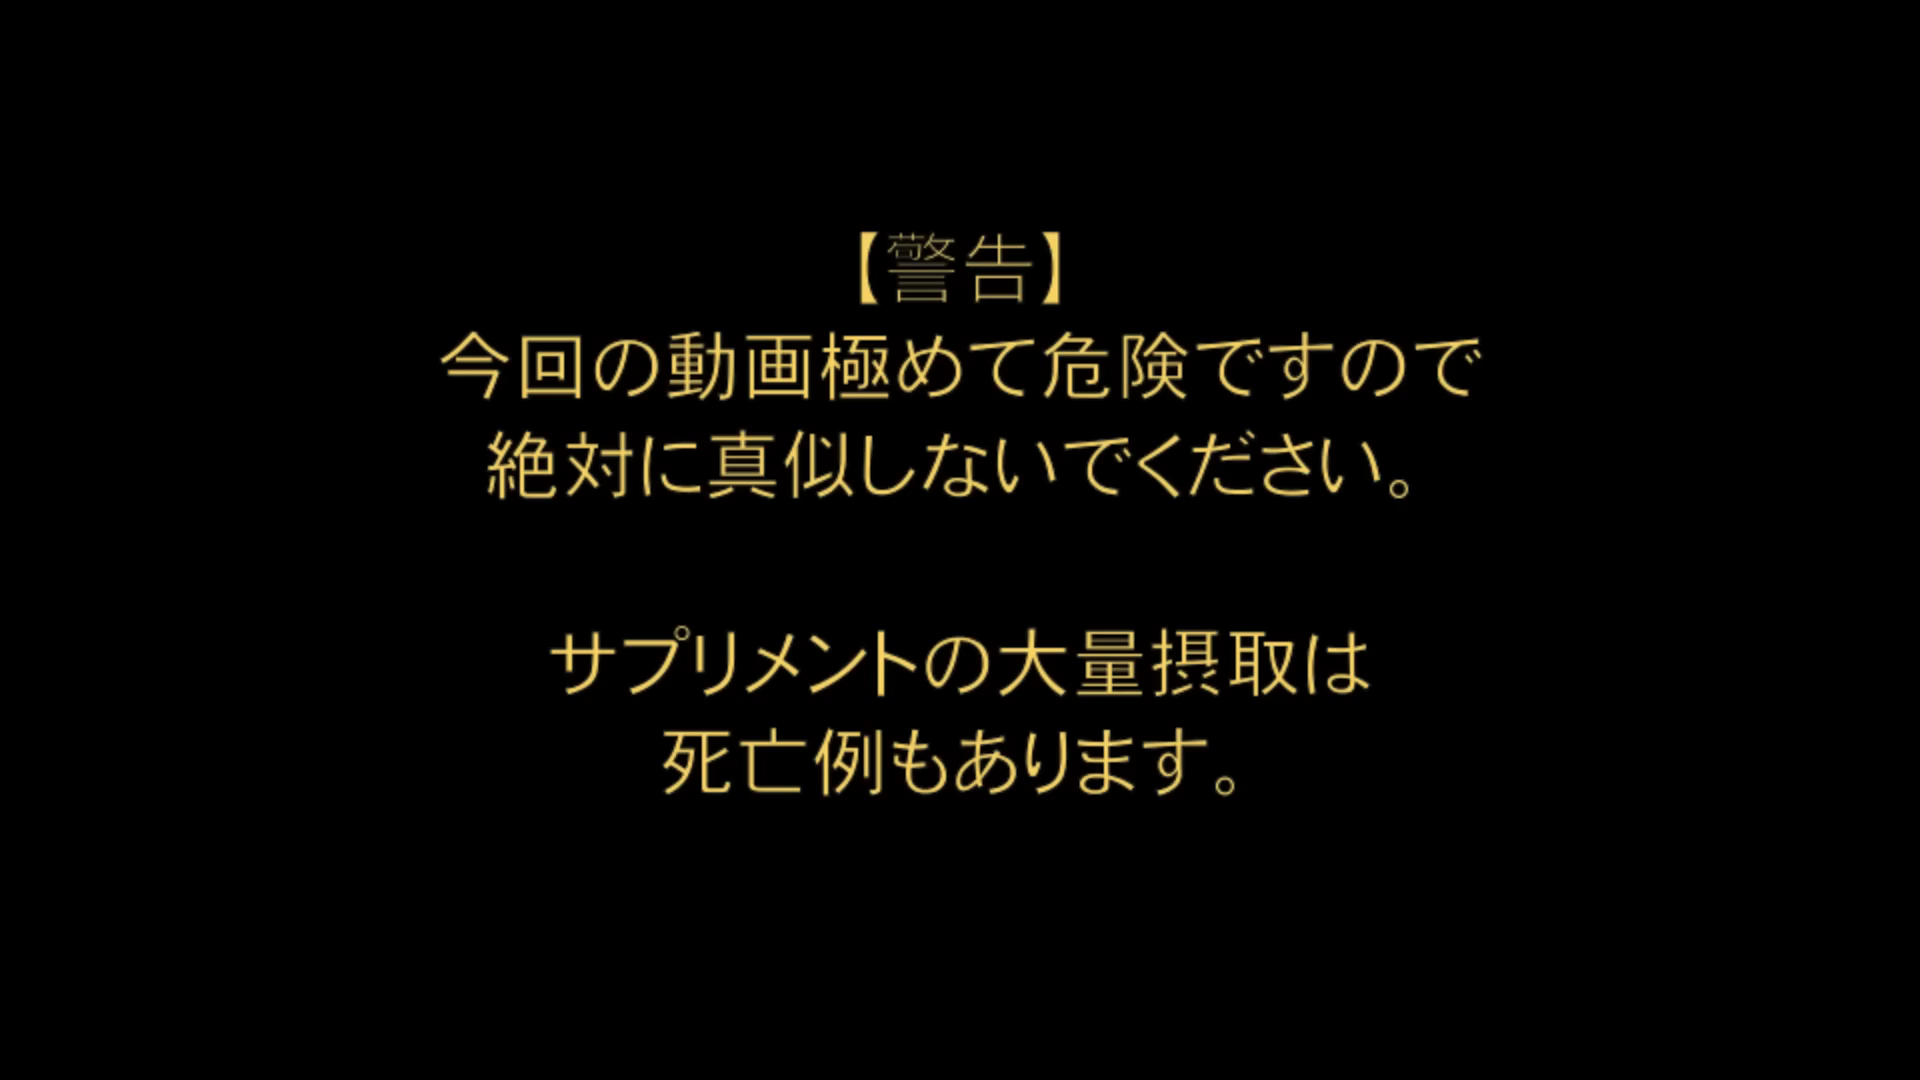 【警告】
今回の動画極めて危険ですので
絶対に真似しないでください。
サプリメントの大量摂取は
死亡例もあります。